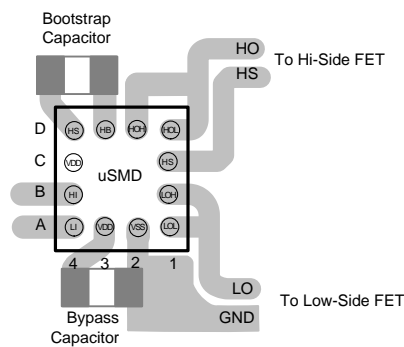 Bootstrap
Capacitor
HO
To Hi-Side FET
HS
D HS HB HOH HOL
C VDD uSMD HS
B HI LOH
A LI VDD VSS LOL
4 3 2 1
LO
To Low-Side FET
GND
Bypass
Capacitor